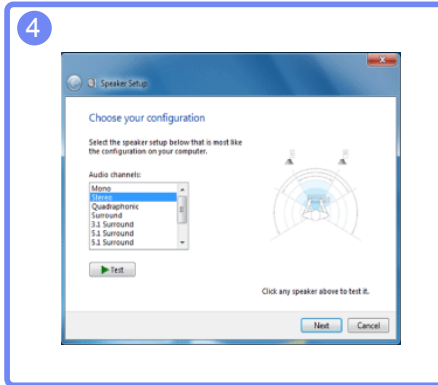 4
Speaker Setup
Choose your configuration
Select the speaker setup below that is most like
the configuration on your computer.
Audio channels:
Mono
Stereo
Quadraphonic
Surround
3.1 Surround
5.1 Surround
5.1 Surround
Test
Click any speaker above to test it.
Next
Cancel